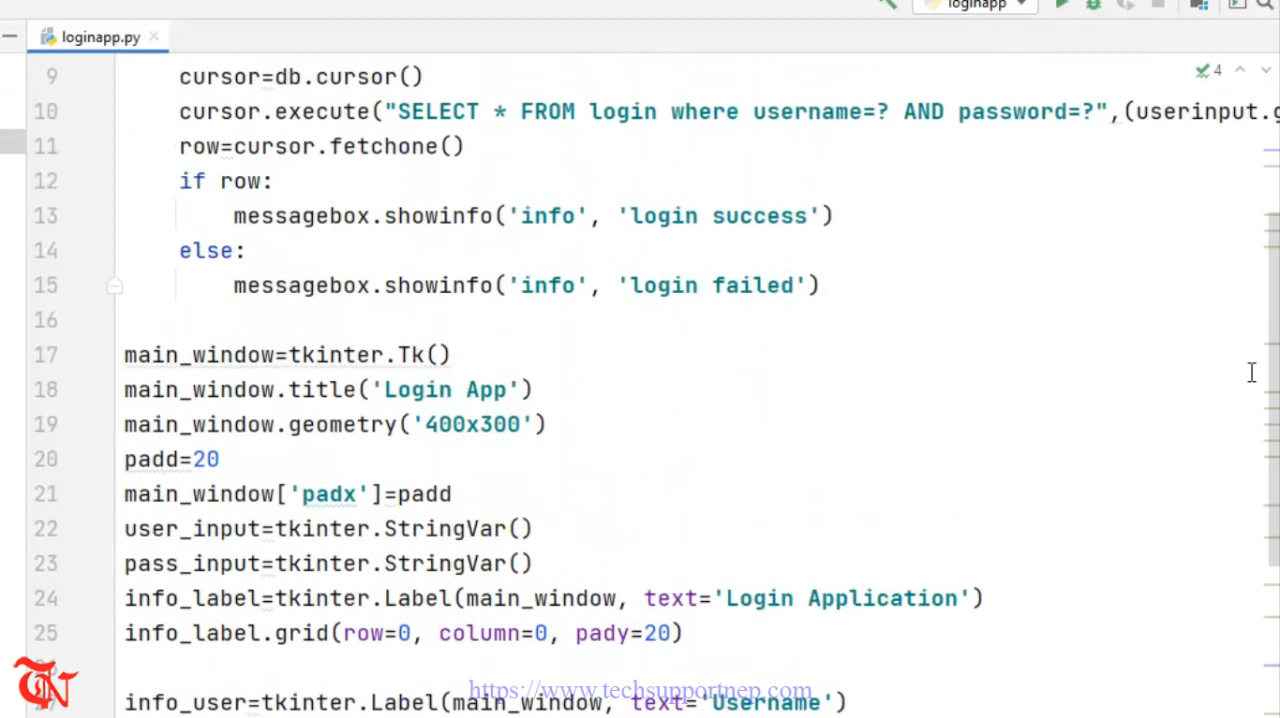 loginapp
loginapp.py
4
9 cursor=db.cursor()
10 cursor.execute("SELECT * FROM login where username=? AND password=?",(userinput.g
11 row=cursor.fetchone()
12 if row:
13 messagebox.showinfo('info', 'login success')
14 else:
15 messagebox.showinfo('info', 'login failed')
16
17 main_window=tkinter.Tk()
18 main_window.title('Login App')
19 main_window.geometry('400x300')
20 padd=20
21 main_window['padx']=padd
22 user_input=tkinter.StringVar()
23 pass_input=tkinter.StringVar()
24 info_label=tkinter.Label(main_window, text='Login Application')
25 info_label.grid(row=0, column=0, pady=20)
info_user=tkinter.Label(main_window, text='Username')
https://www.techsupportnep.com
TN